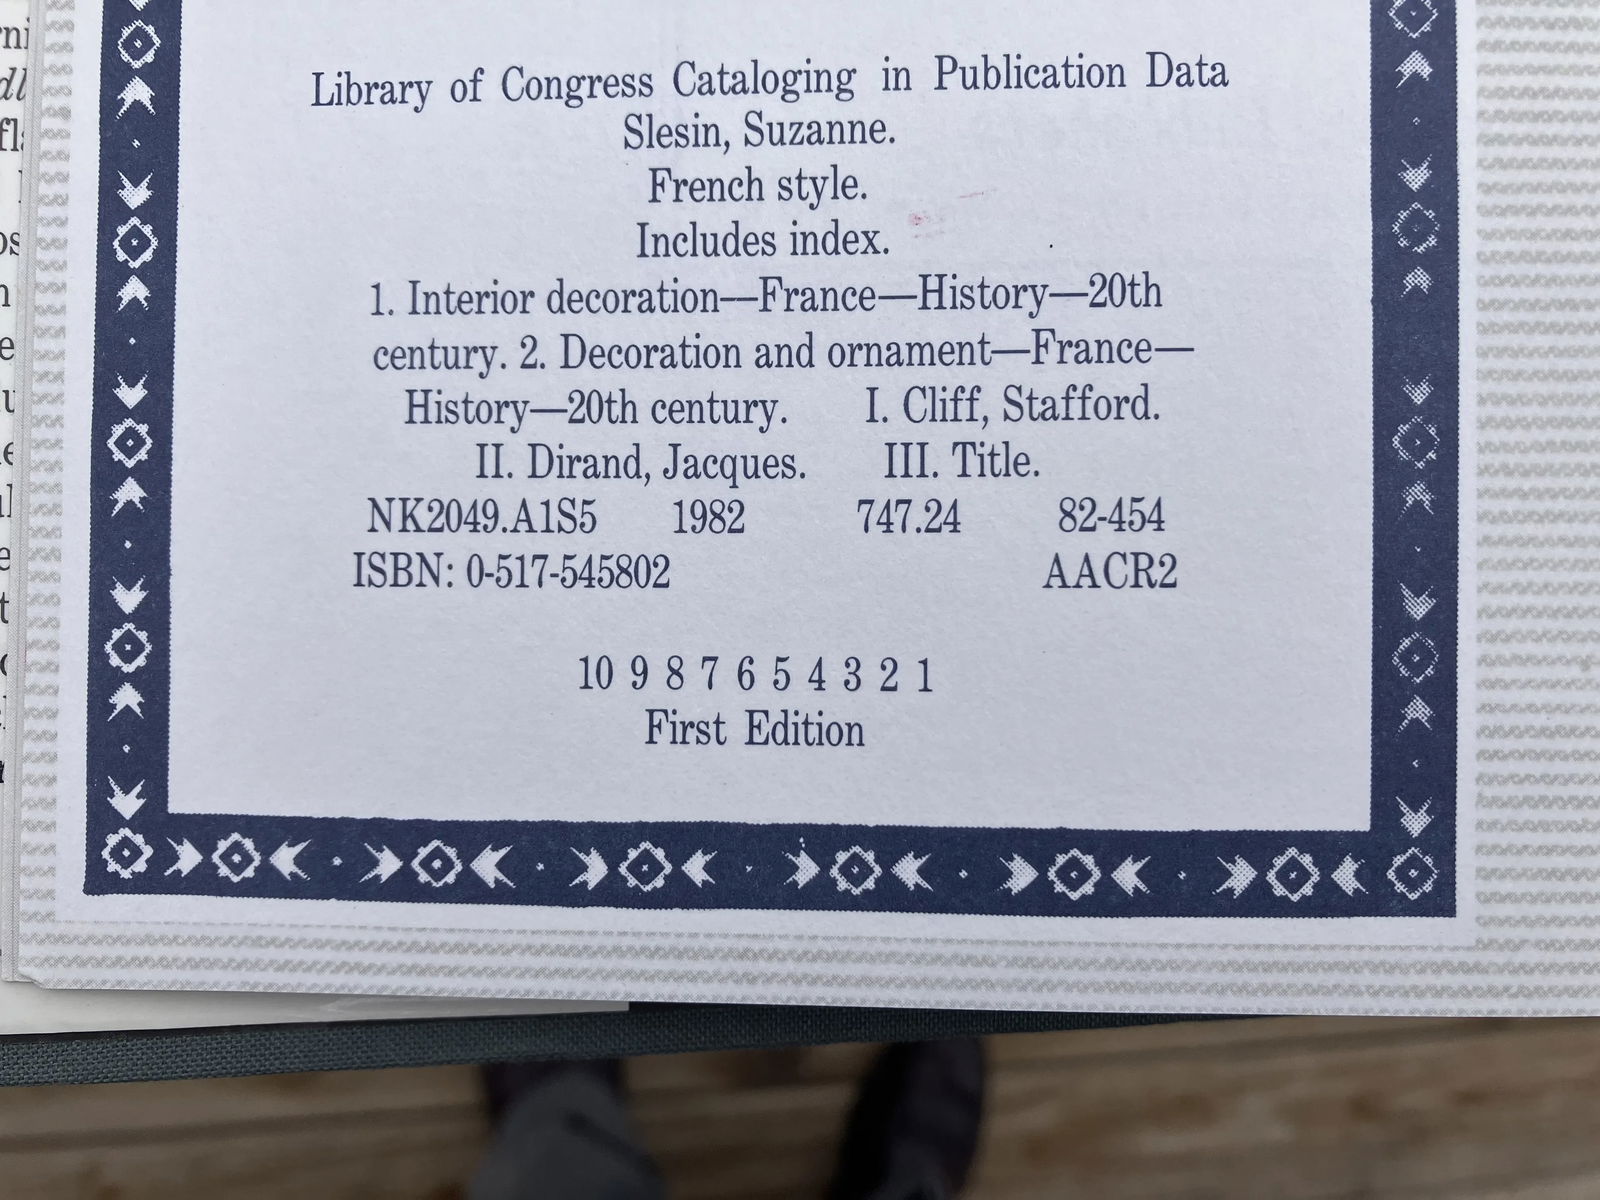 Library of Congress Cataloging in Publication Data
Slesin, Suzanne.
French style.
Includes index.
1. Interior decoration—France—History—20th
century. 2. Decoration and ornament—France—
History—20th century. I. Cliff, Stafford.
II. Dirand, Jacques. III. Title.
NK2049.A1S5 1982 747.24 82-454
ISBN: 0-517-545802 AACR2
10 9 8 7 6 5 4 3 2 1
First Edition